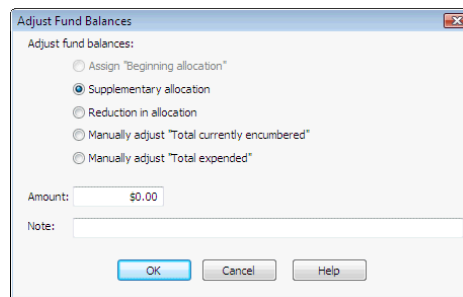 Adjust Fund Balances
Adjust fund balances:
Assign "Beginning allocation"
Supplementary allocation
Reduction in allocation
Manually adjust "Total currently encumbered"
Manually adjust "Total expended"
Amount: $0.00
Note:
OK Cancel Help